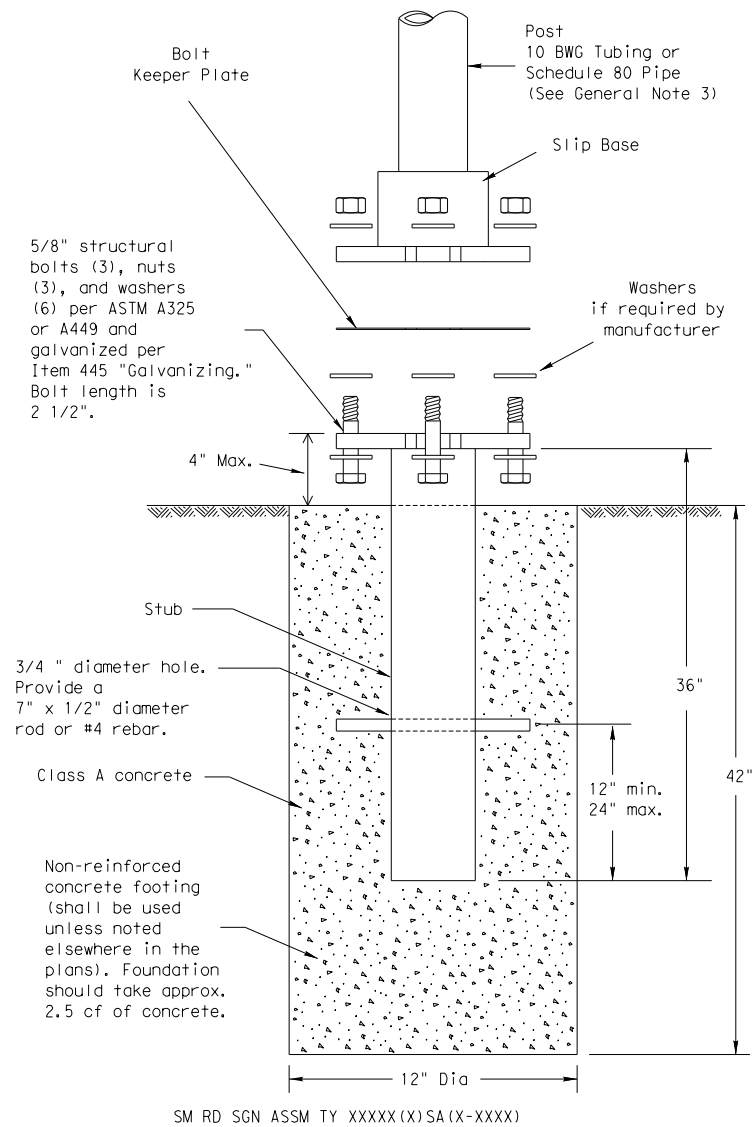 Post
10 BWG Tubing or
Schedule 80 Pipe
(See General Note 3)
Bolt
Keeper Plate
Slip Base
5/8" structural
bolts (3), nuts
(3), and washers
(6) per ASTM A325
or A449 and
galvanized per
Item 445 "Galvanizing."
Bolt length is
2 1/2".
Washers
if required by
manufacturer
4" Max.
Stub
3/4 " diameter hole.
Provide a
7" x 1/2" diameter
rod or #4 rebar.
36"
Class A concrete
12" min.
24" max.
42"
Non-reinforced
concrete footing
(shall be used
unless noted
elsewhere in the
plans). Foundation
should take approx.
2.5 cf of concrete.
12" Dia
SM RD SGN ASSM TY XXXXX(X)SA(X-XXXX)